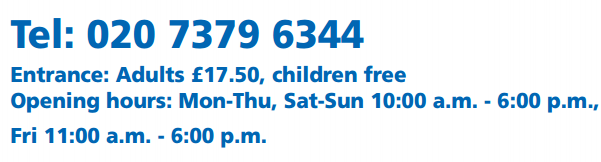 Tel: 020 7379 6344
Entrance: Adults £17.50, children free
Opening hours: Mon-Thu, Sat-Sun 10:00 a.m. - 6:00 p.m.,
Fri 11:00 a.m. - 6:00 p.m.